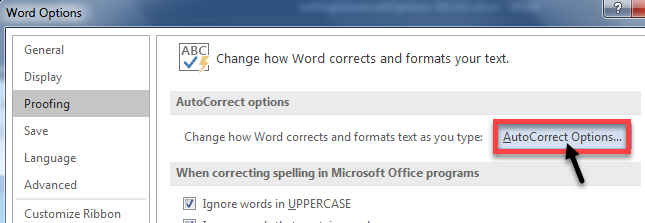 Word Options
General
Display
Proofing
Save
Language
Advanced
Customize Ribbon
ABC
Change how Word corrects and formats your text.
AutoCorrect options
Change how Word corrects and formats text as you type: AutoCorrect Options...
When correcting spelling in Microsoft Office programs
Ignore words in UPPERCASE